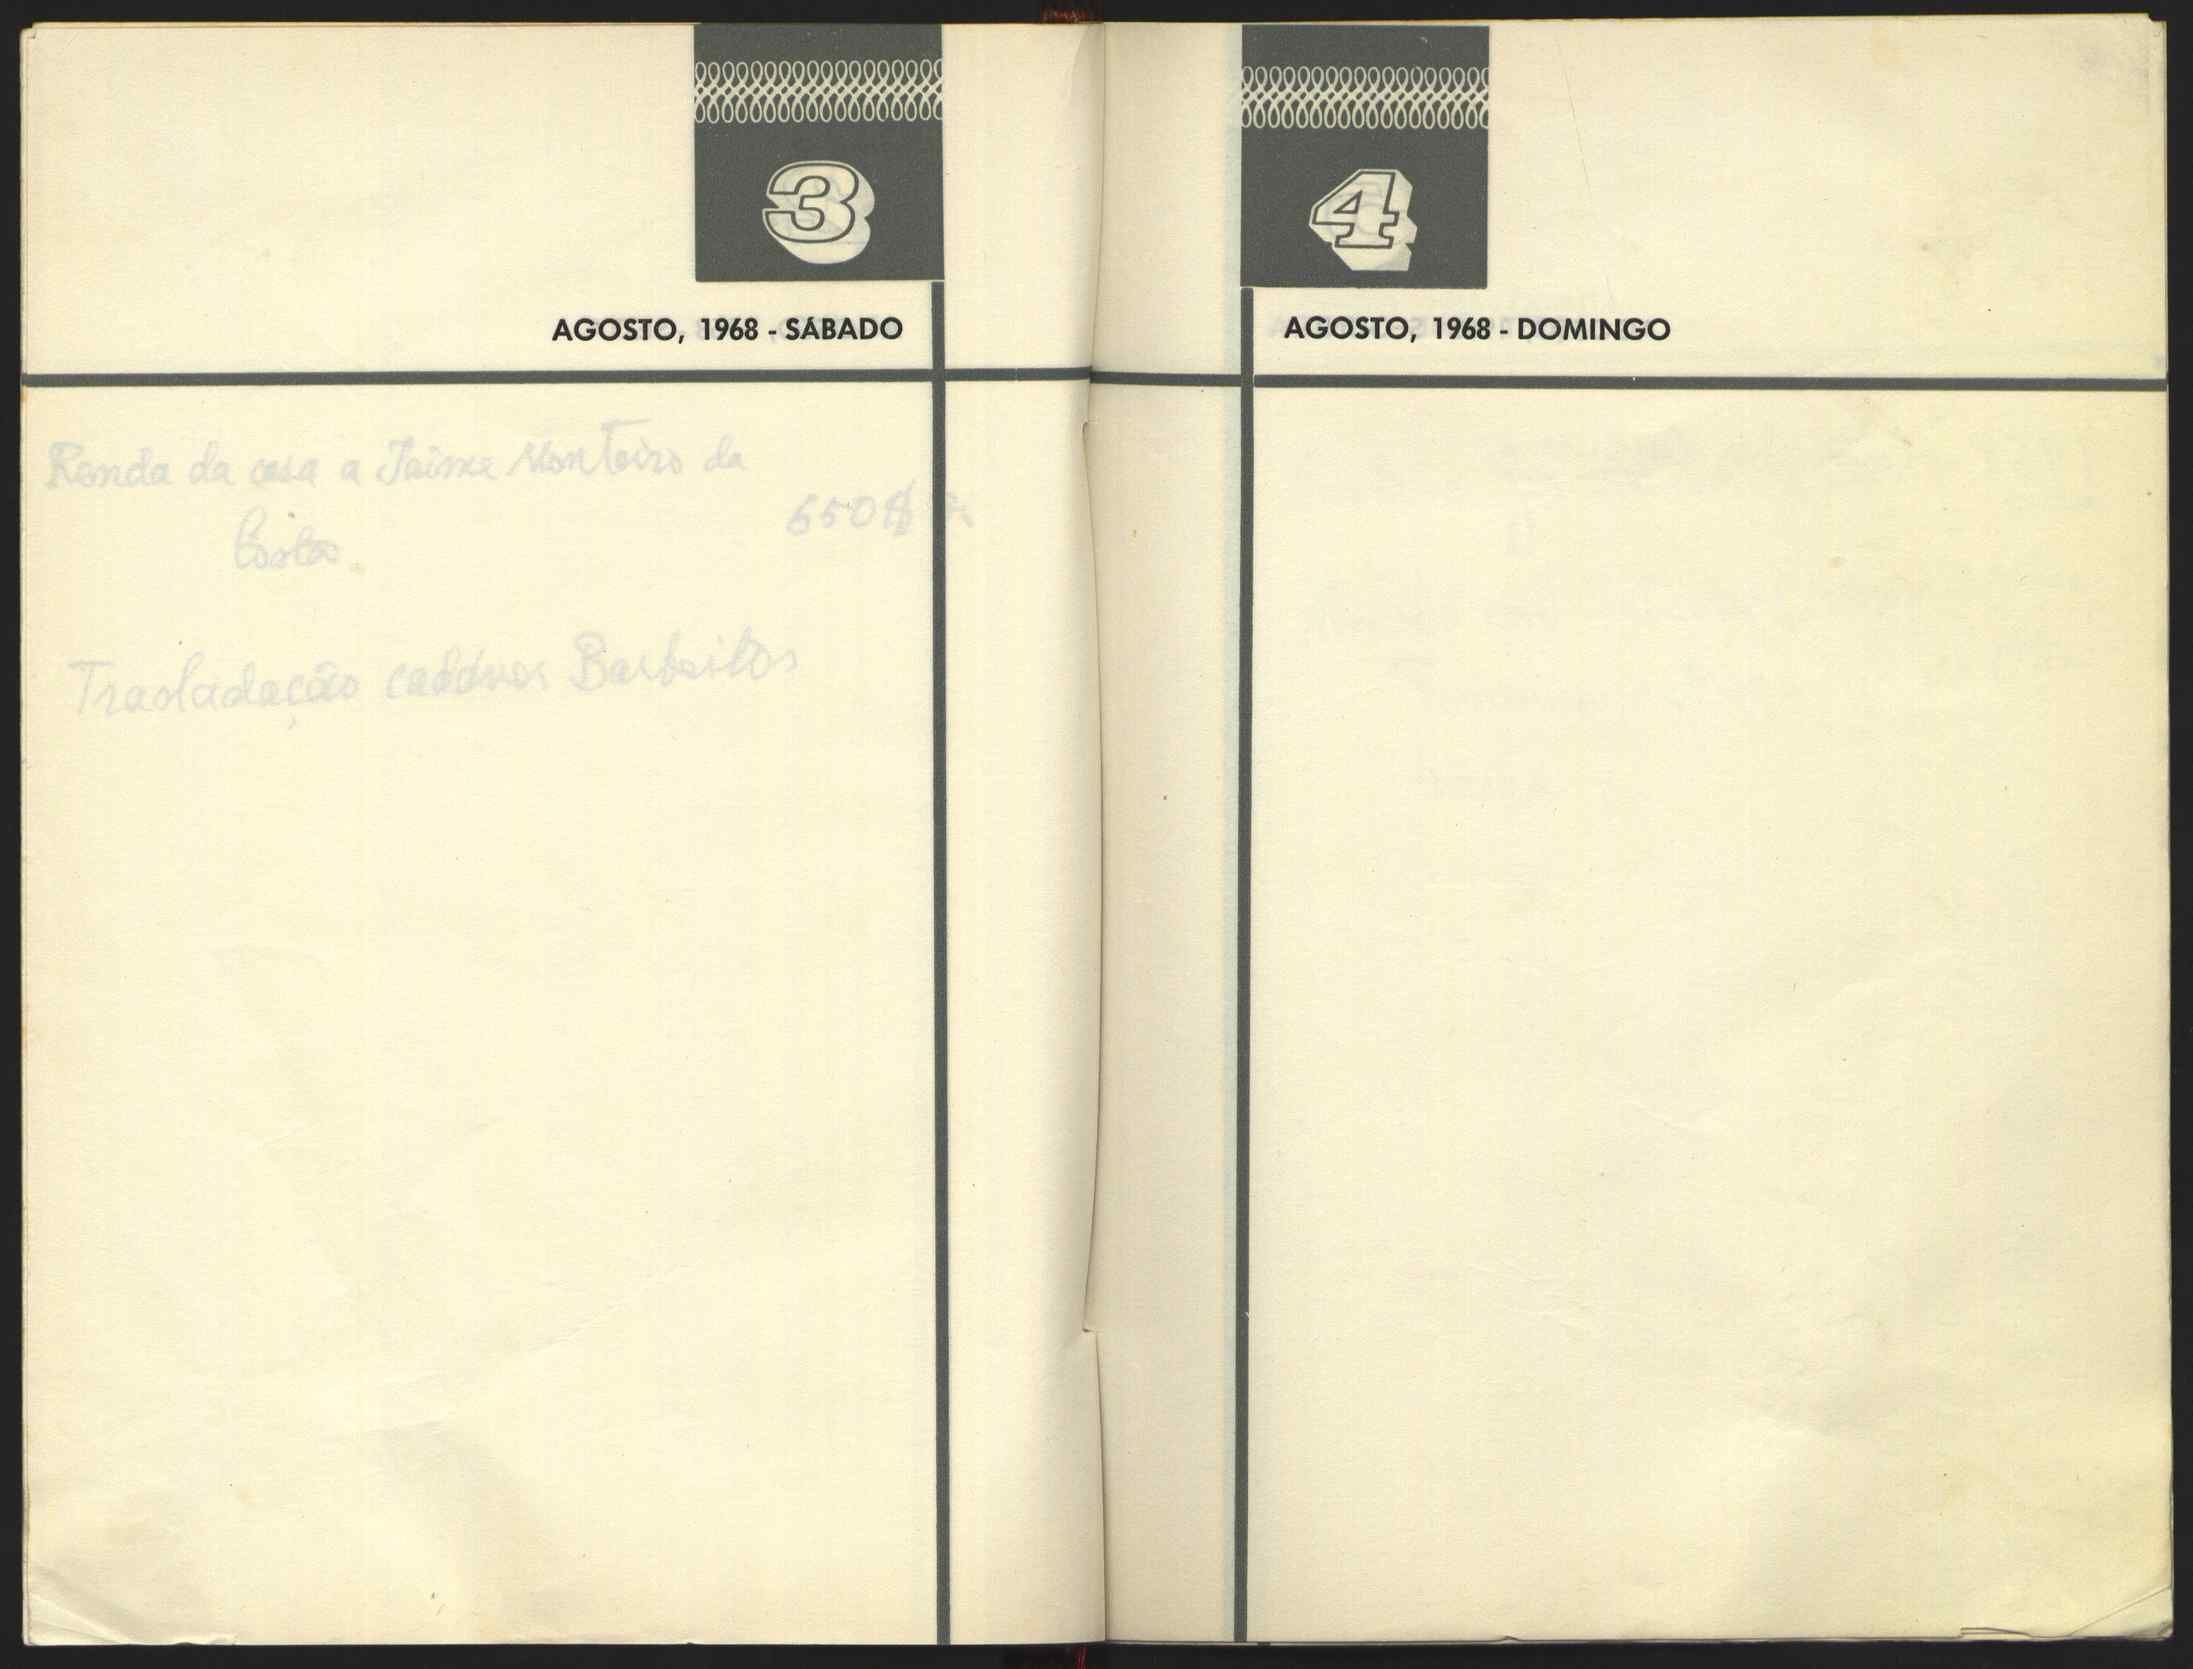 3
AGOSTO, 1968 - SÁBADO
Renda da casa a Jaime Monteiro da
650$
Costa.
Trasladação cadáver Barbeitos
4
AGOSTO, 1968 - DOMINGO